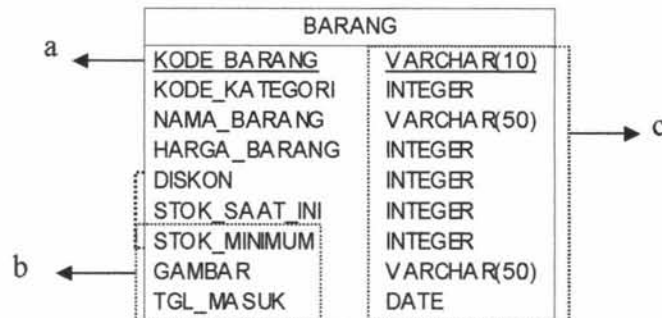 BARANG
a
KODE_BARANG VARCHAR(10)
KODE_KATEGORI INTEGER
NAMA_BARANG VARCHAR(50)
HARGA_BARANG INTEGER
c
DISKON INTEGER
STOK_SAAT_INI INTEGER
STOK_MINIMUM INTEGER
b
GAMBAR VARCHAR(50)
TGL_MASUK DATE